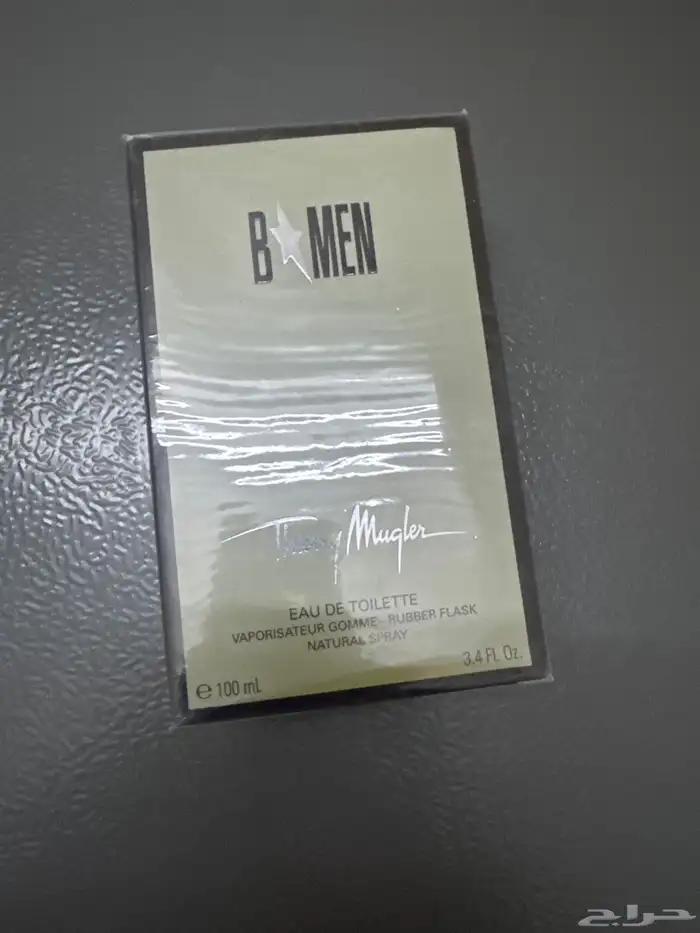 B★MEN
Thierry Mugler
EAU DE TOILETTE
VAPORISATEUR GOMME - RUBBER FLASK
NATURAL SPRAY
e 100 mL
3.4 FL. Oz.
حراج